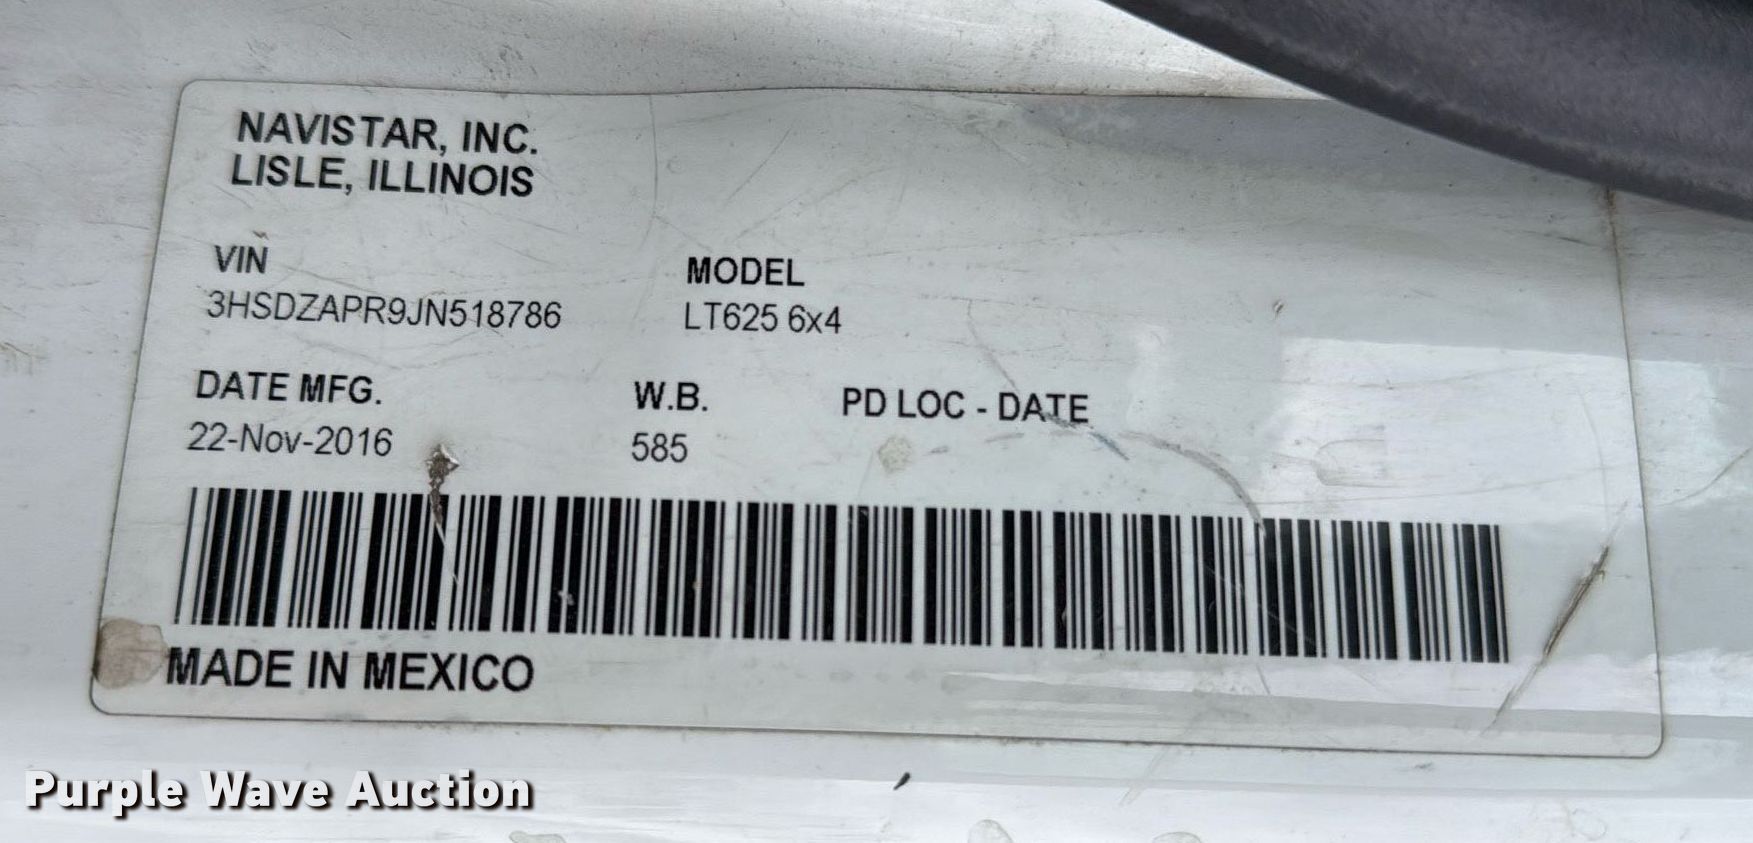 NAVISTAR, INC.
LISLE, ILLINOIS
VIN
3HSDZAPR9JN518786
MODEL
LT625 6x4
DATE MFG.
22-Nov-2016
W.B.
585
PD LOC - DATE
MADE IN MEXICO
Purple Wave Auction